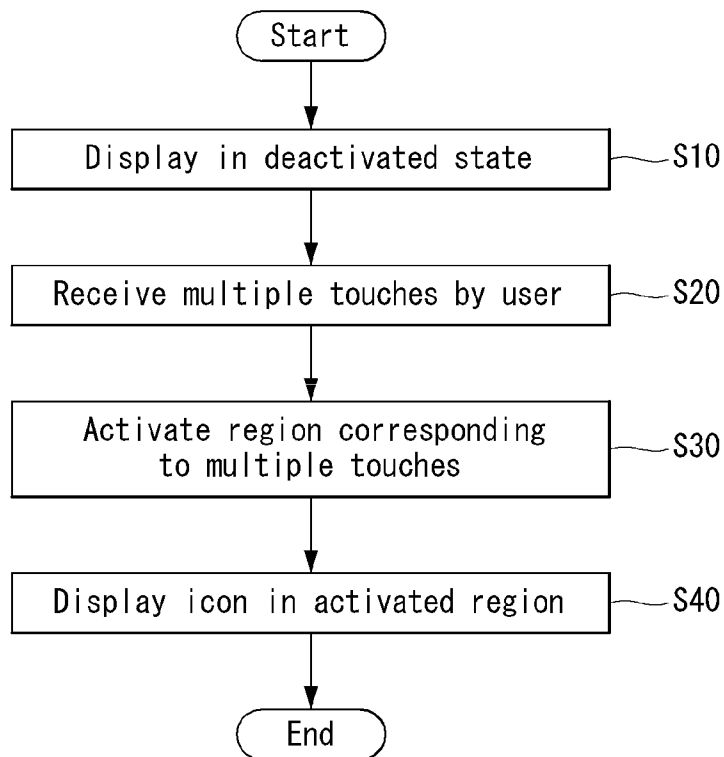 Start
Display in deactivated state
S10
Receive multiple touches by user
S20
Activate region corresponding
to multiple touches
S30
Display icon in activated region
S40
End